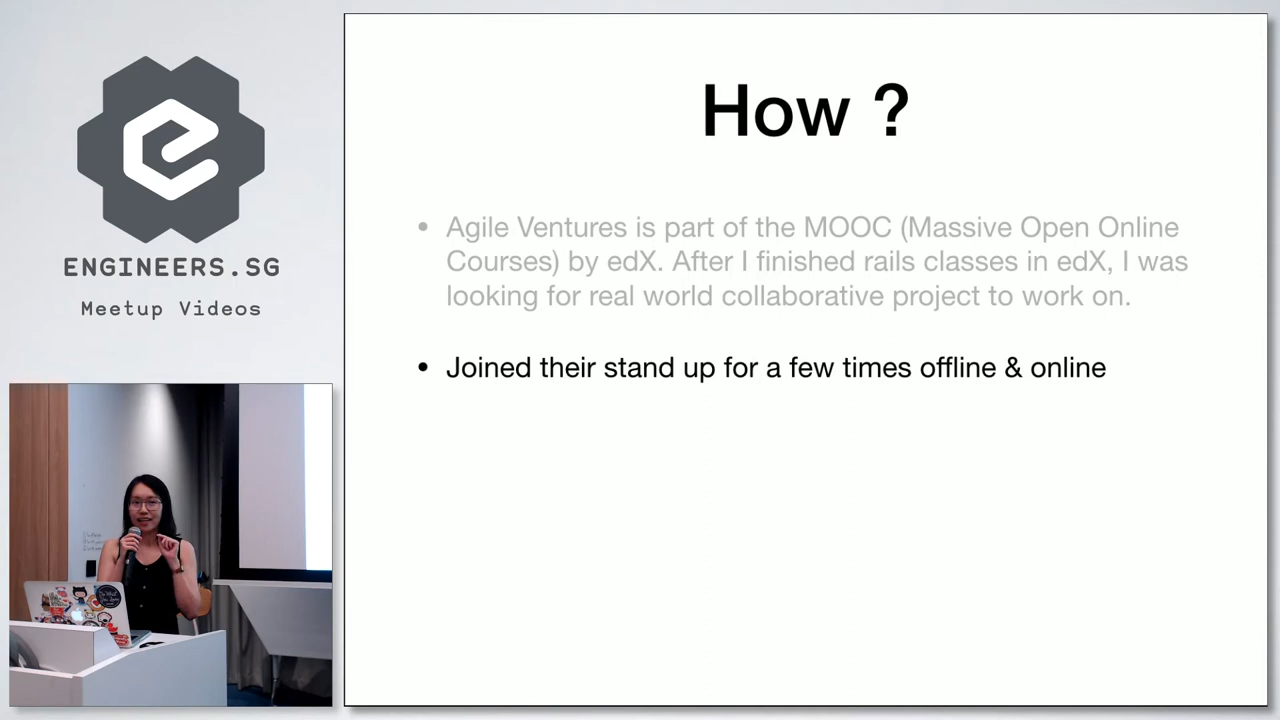 ENGINEERS.SG
Meetup Videos
How ?
• Agile Ventures is part of the MOOC (Massive Open Online
Courses) by edX. After I finished rails classes in edX, I was
looking for real world collaborative project to work on.
• Joined their stand up for a few times offline & online